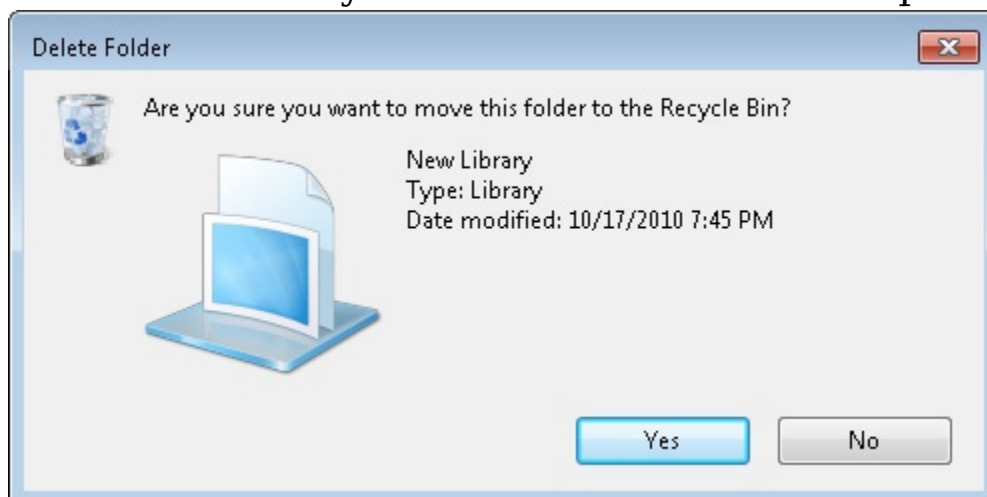 Delete Folder
Are you sure you want to move this folder to the Recycle Bin?
New Library
Type: Library
Date modified: 10/17/2010 7:45 PM
Yes
No